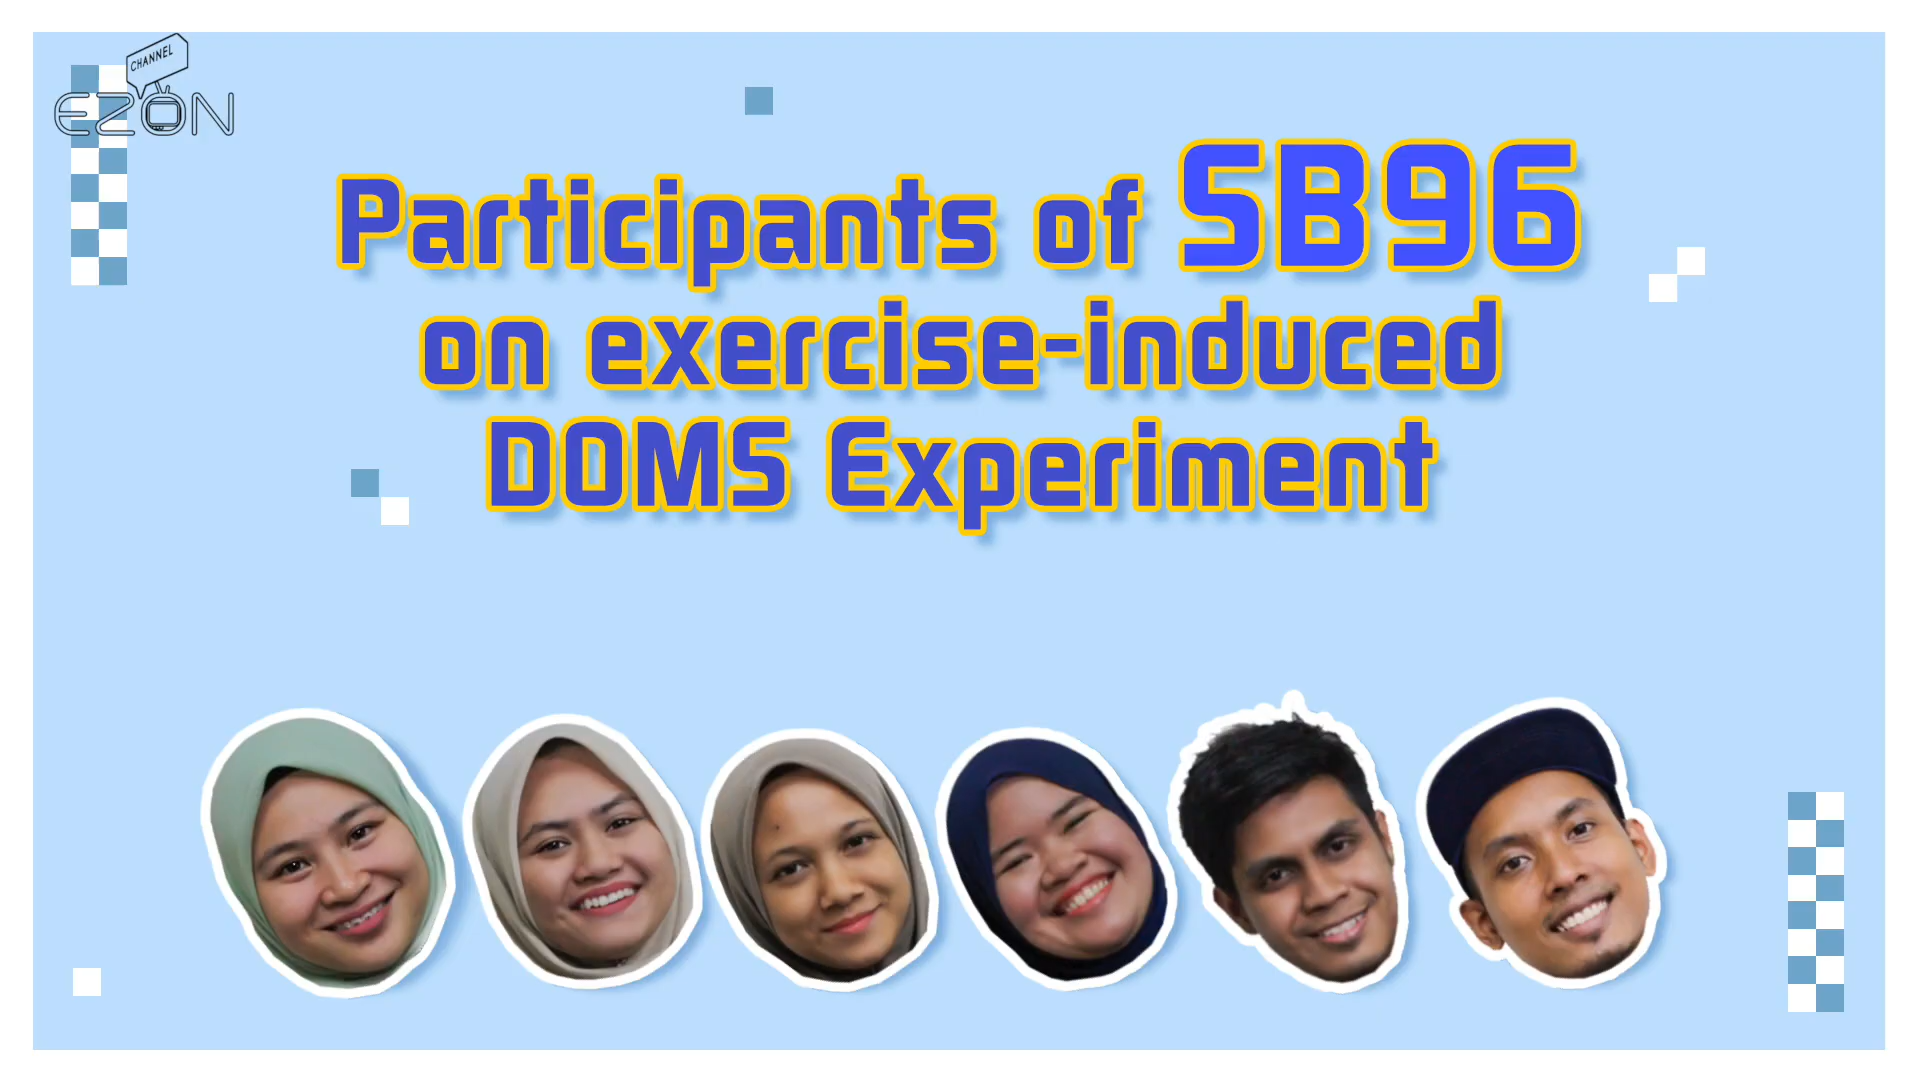 CHANNEL
EZON
Participants of SB96
on exercise-induced
DOMS Experiment